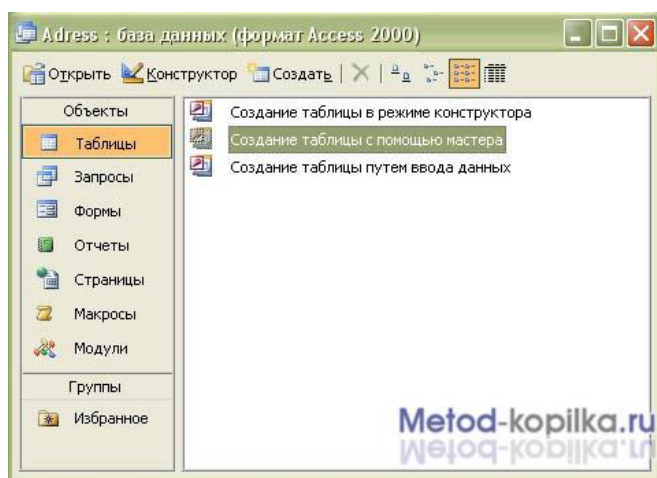 Adress : база данных (формат Access 2000)
Открыть Конструктор Создать
Объекты
Таблицы
Запросы
Формы
Отчеты
Страницы
Макросы
Модули
Группы
Избранное
Создание таблицы в режиме конструктора
Создание таблицы с помощью мастера
Создание таблицы путем ввода данных
Metod-kopilka.ru